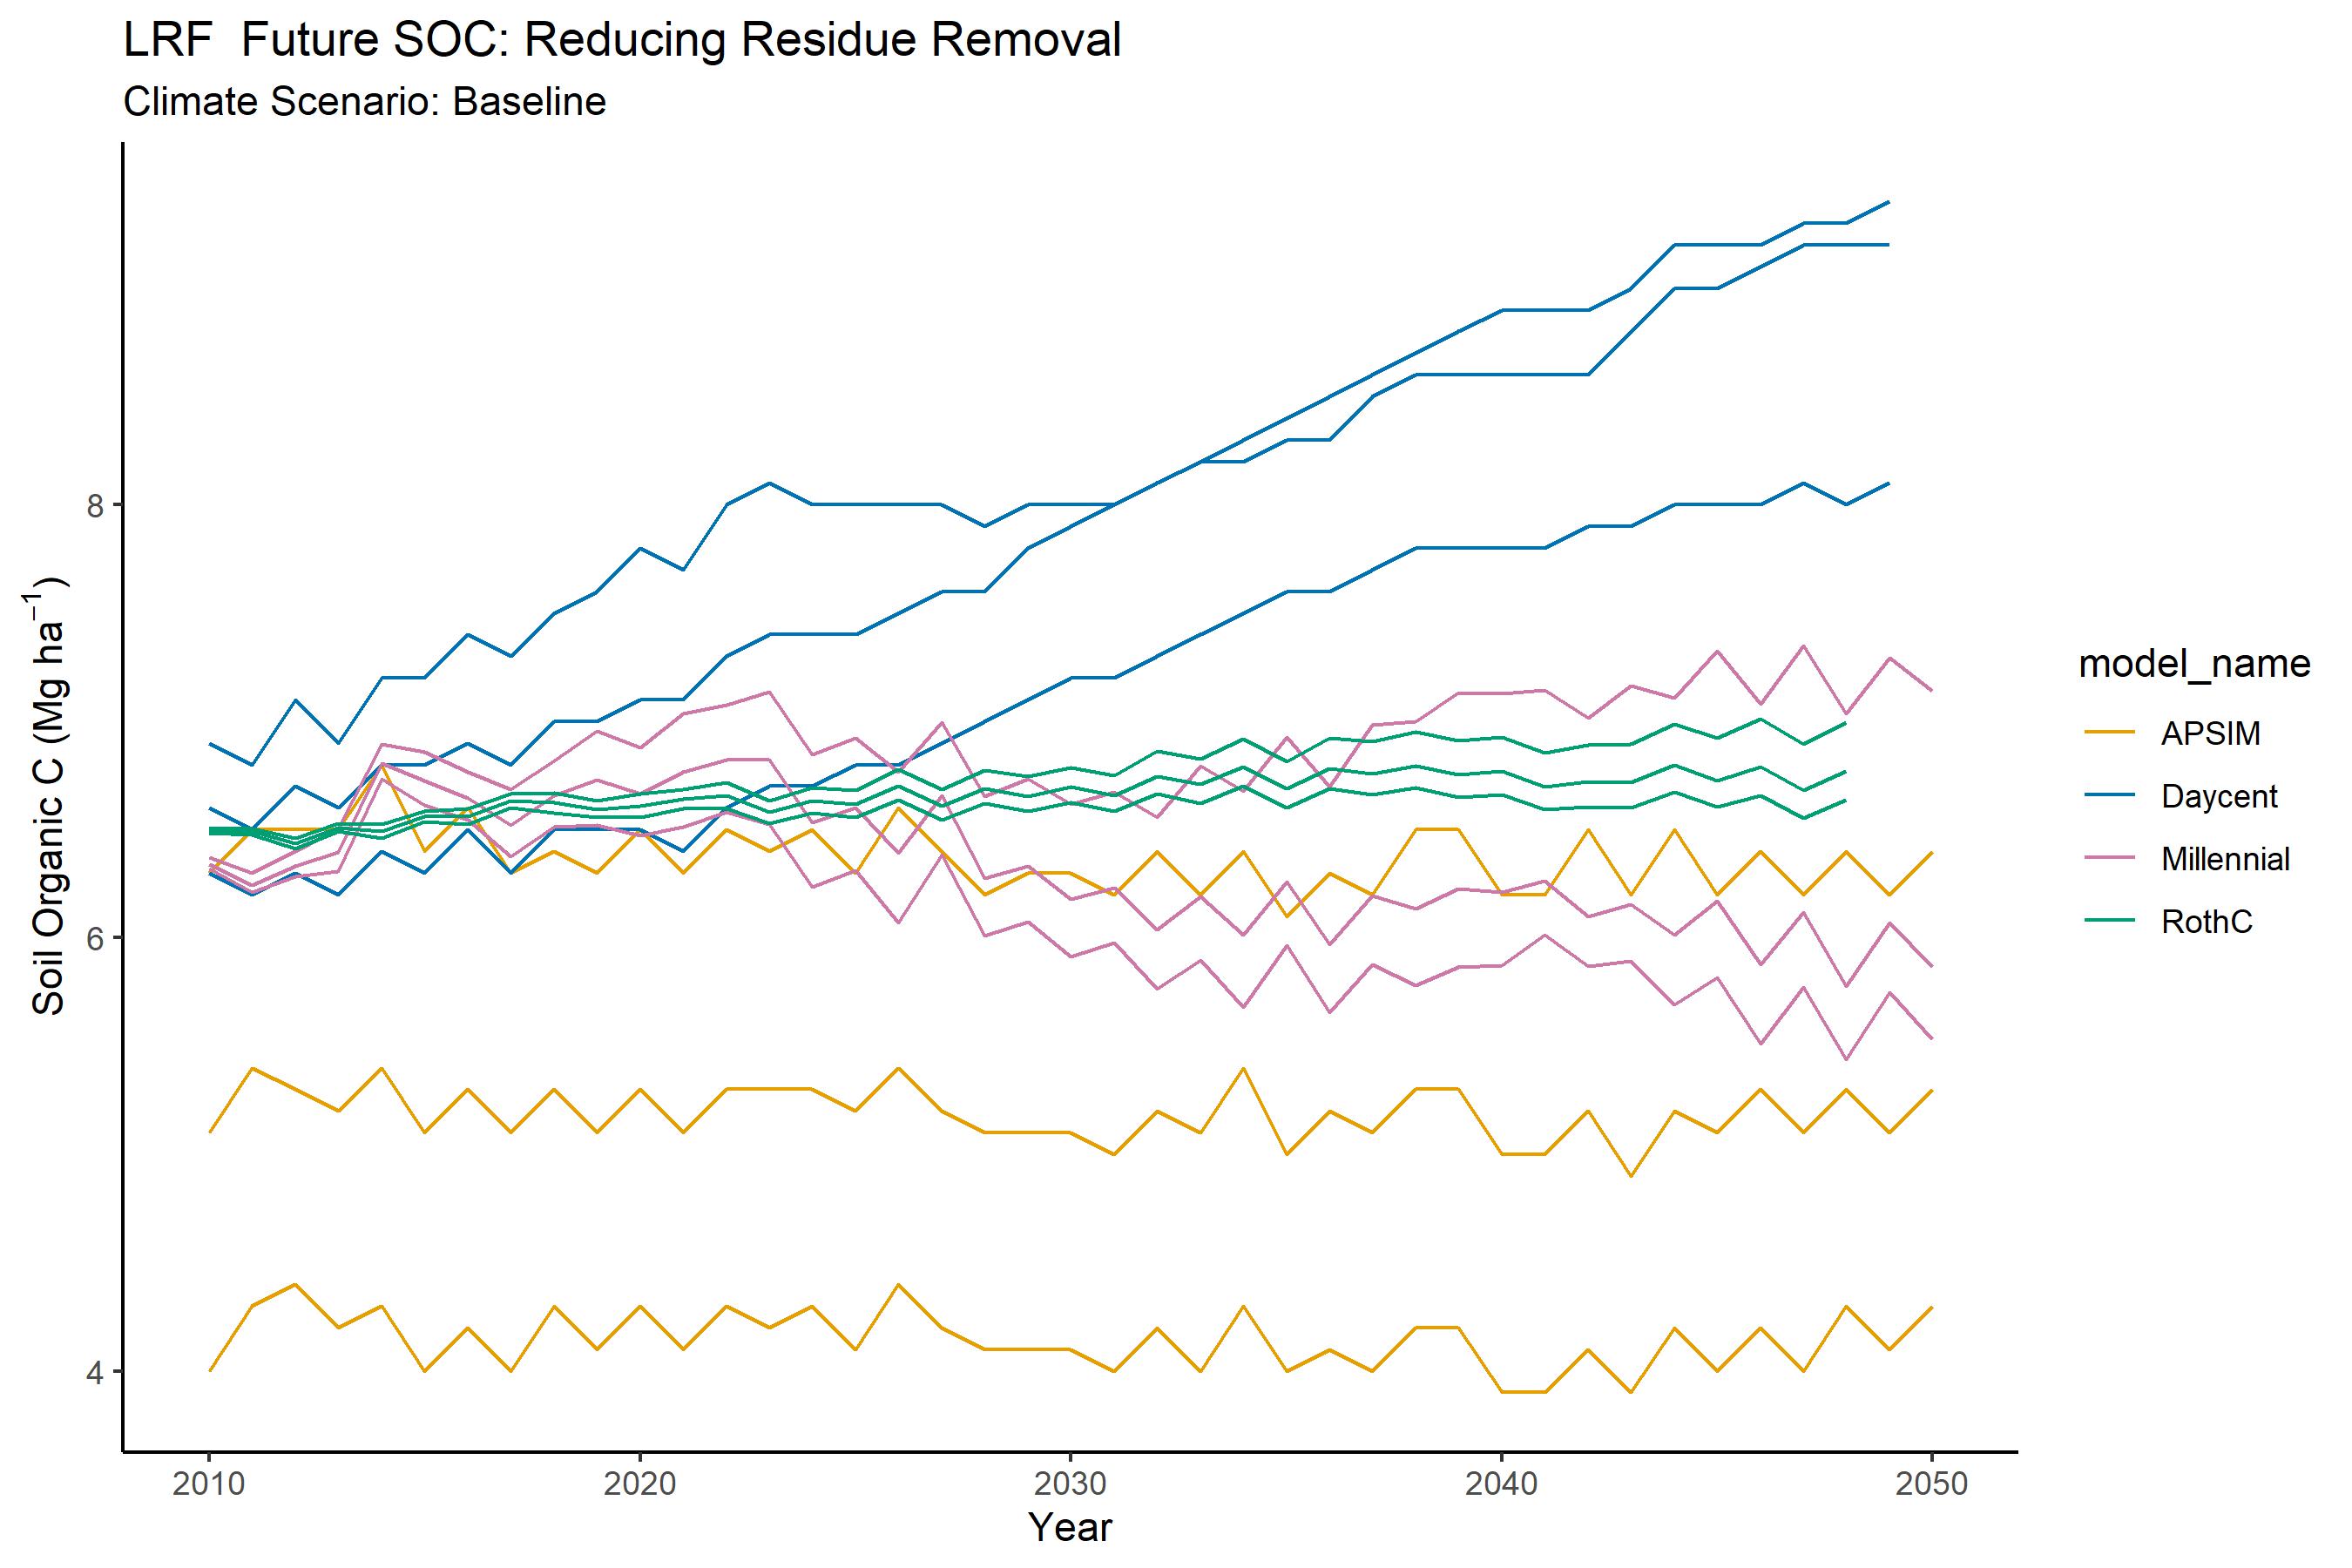 LRF  Future SOC: Reducing Residue Removal
Climate Scenario: Baseline
Soil Organic C (Mg ha⁻¹)
8
6
4
2010 2020 2030 2040 2050
Year
model_name
APSIM
Daycent
Millennial
RothC